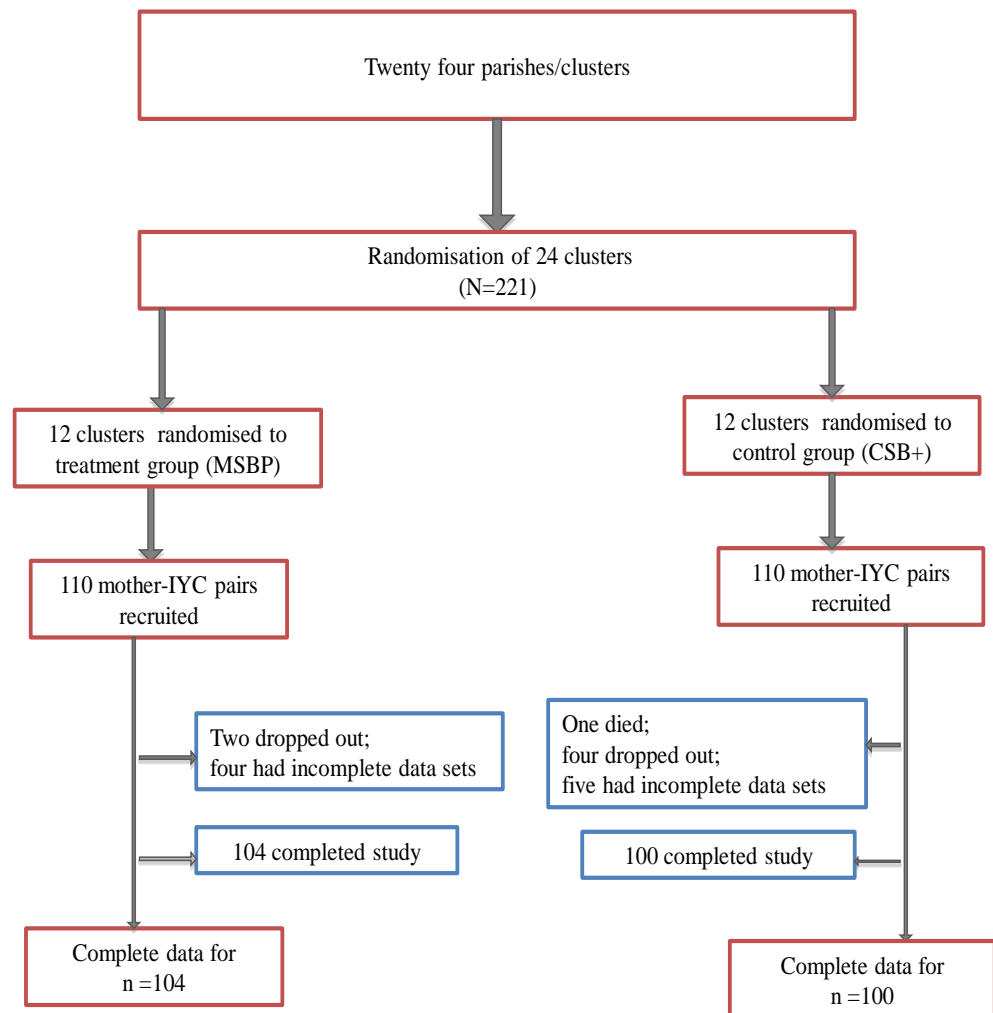 Twenty four parishes/clusters
Randomisation of 24 clusters
(N=221)
12 clusters randomised to
treatment group (MSBP)
12 clusters randomised to
control group (CSB+)
110 mother-IYC pairs
recruited
110 mother-IYC pairs
recruited
Two dropped out;
four had incomplete data sets
One died;
four dropped out;
five had incomplete data sets
104 completed study
100 completed study
Complete data for
n =104
Complete data for
n =100